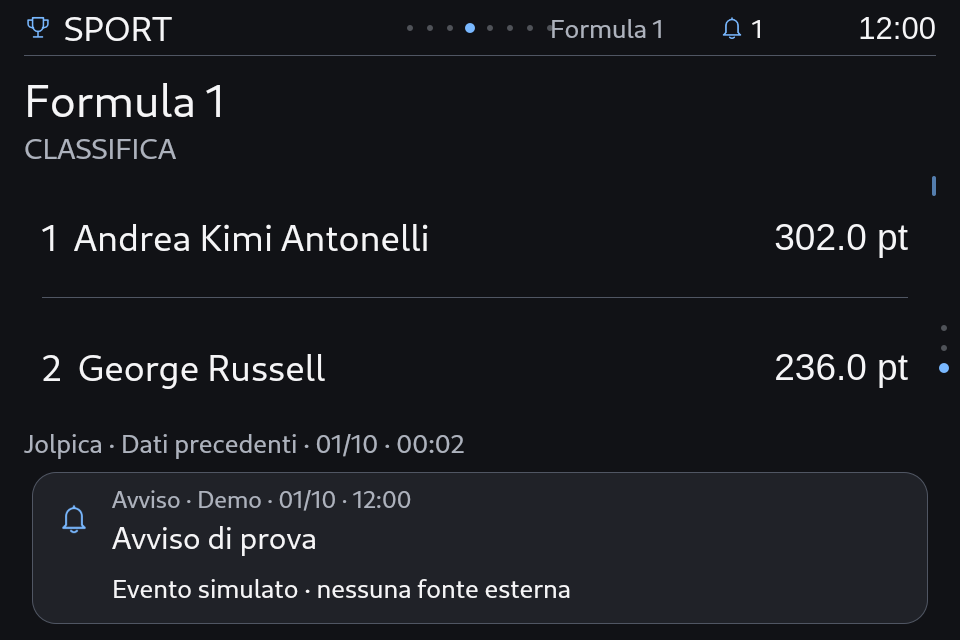 SPORT Formula 1 1 12:00
Formula 1
CLASSIFICA
1 Andrea Kimi Antonelli 302.0 pt
2 George Russell 236.0 pt
Jolpica · Dati precedenti · 01/10 · 00:02
Avviso · Demo · 01/10 · 12:00
Avviso di prova
Evento simulato · nessuna fonte esterna